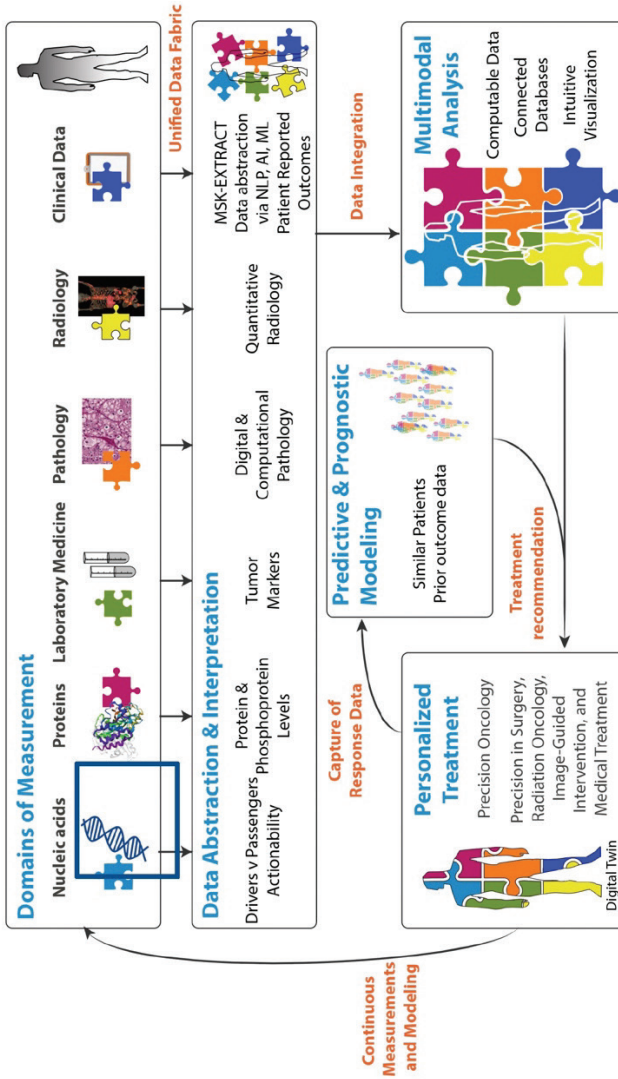 Domains of Measurement
Nucleic acids
Proteins
Laboratory Medicine
Pathology
Radiology
Clinical Data
Unified Data Fabric
Data Abstraction & Interpretation
Drivers v Passengers
Actionability
Protein &
Phosphoprotein
Levels
Tumor
Markers
Digital &
Computational
Pathology
Quantitative
Radiology
MSK-EXTRACT
Data abstraction
via NLP, AI, ML
Patient Reported
Outcomes
Data Integration
Multimodal
Analysis
Computable Data
Connected
Databases
Intuitive
Visualization
Predictive & Prognostic
Modeling
Similar Patients
Prior outcome data
Treatment
recommendation
Capture of
Response Data
Personalized
Treatment
Precision Oncology
Precision in Surgery,
Radiation Oncology,
Image-Guided
Intervention, and
Medical Treatment
Digital Twin
Continuous
Measurements
and Modeling